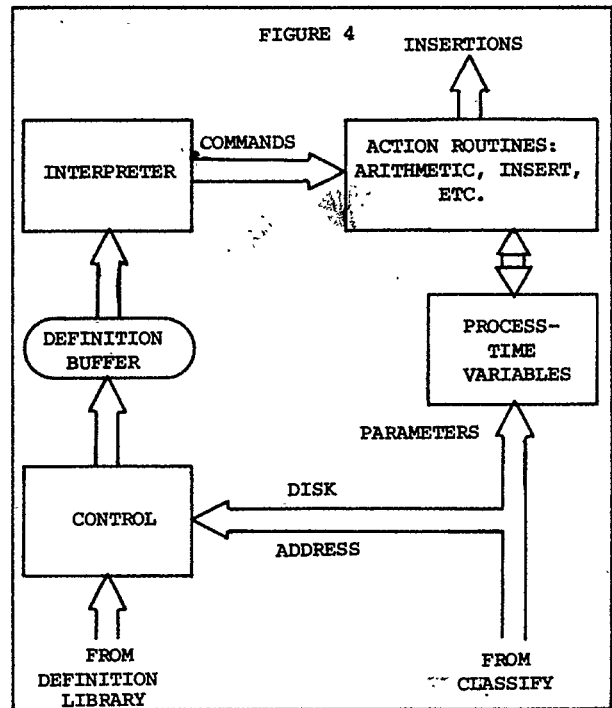 FIGURE 4
INSERTIONS
COMMANDS
INTERPRETER
ACTION ROUTINES:
ARITHMETIC, INSERT,
ETC.
DEFINITION
BUFFER
PROCESS-
TIME
VARIABLES
PARAMETERS
DISK
CONTROL
ADDRESS
FROM
DEFINITION
LIBRARY
FROM
CLASSIFY